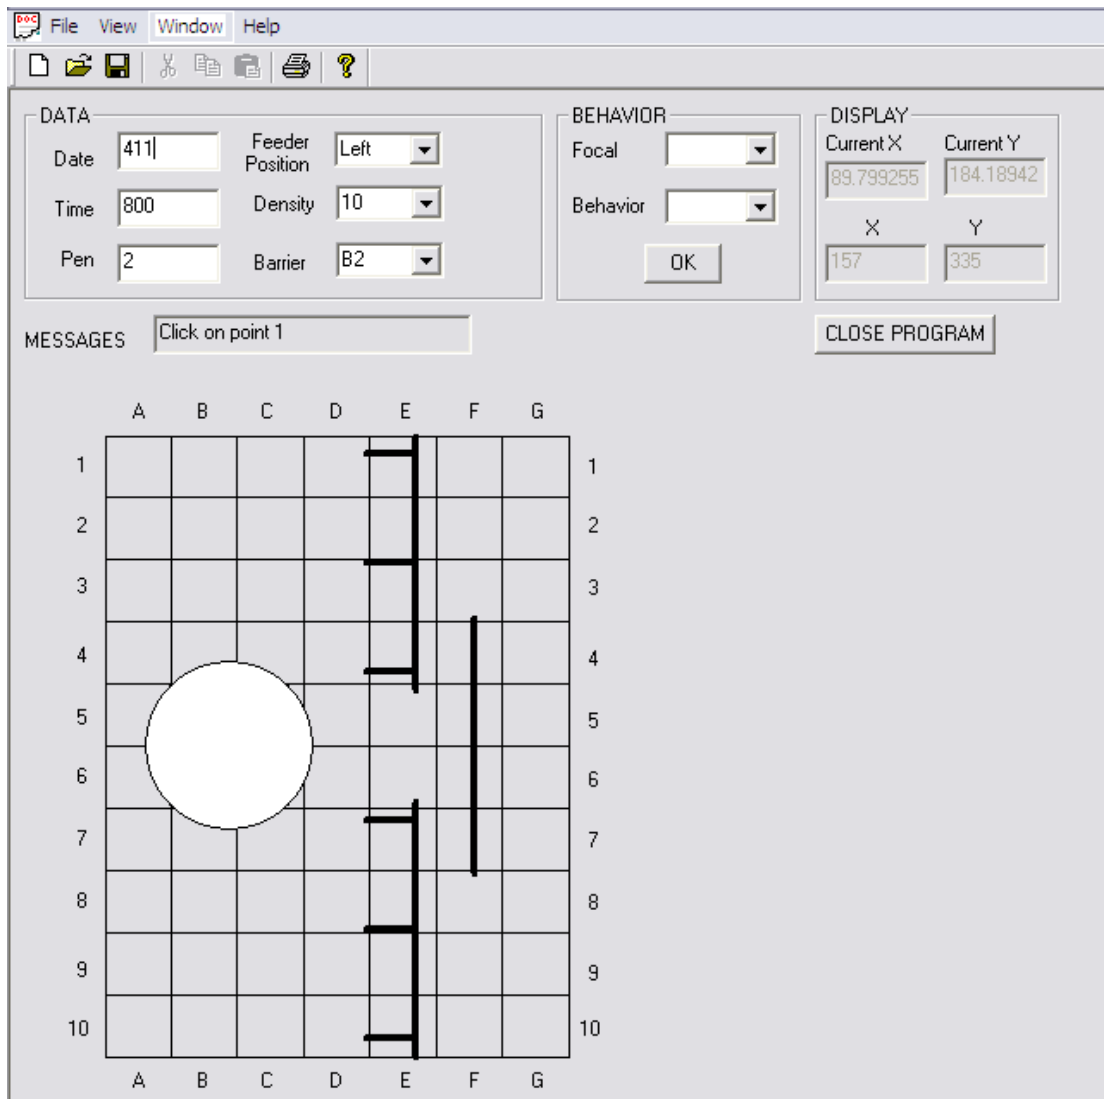 DOC
File View Window Help
DATA
Date 411
Feeder Position Left
Time 800
Density 10
Pen 2
Barrier B2
BEHAVIOR
Focal
Behavior
OK
DISPLAY
Current X Current Y
89.799255 184.18942
X Y
157 335
MESSAGES Click on point 1
CLOSE PROGRAM
A B C D E F G
1 1
2 2
3 3
4 4
5 5
6 6
7 7
8 8
9 9
10 10
A B C D E F G